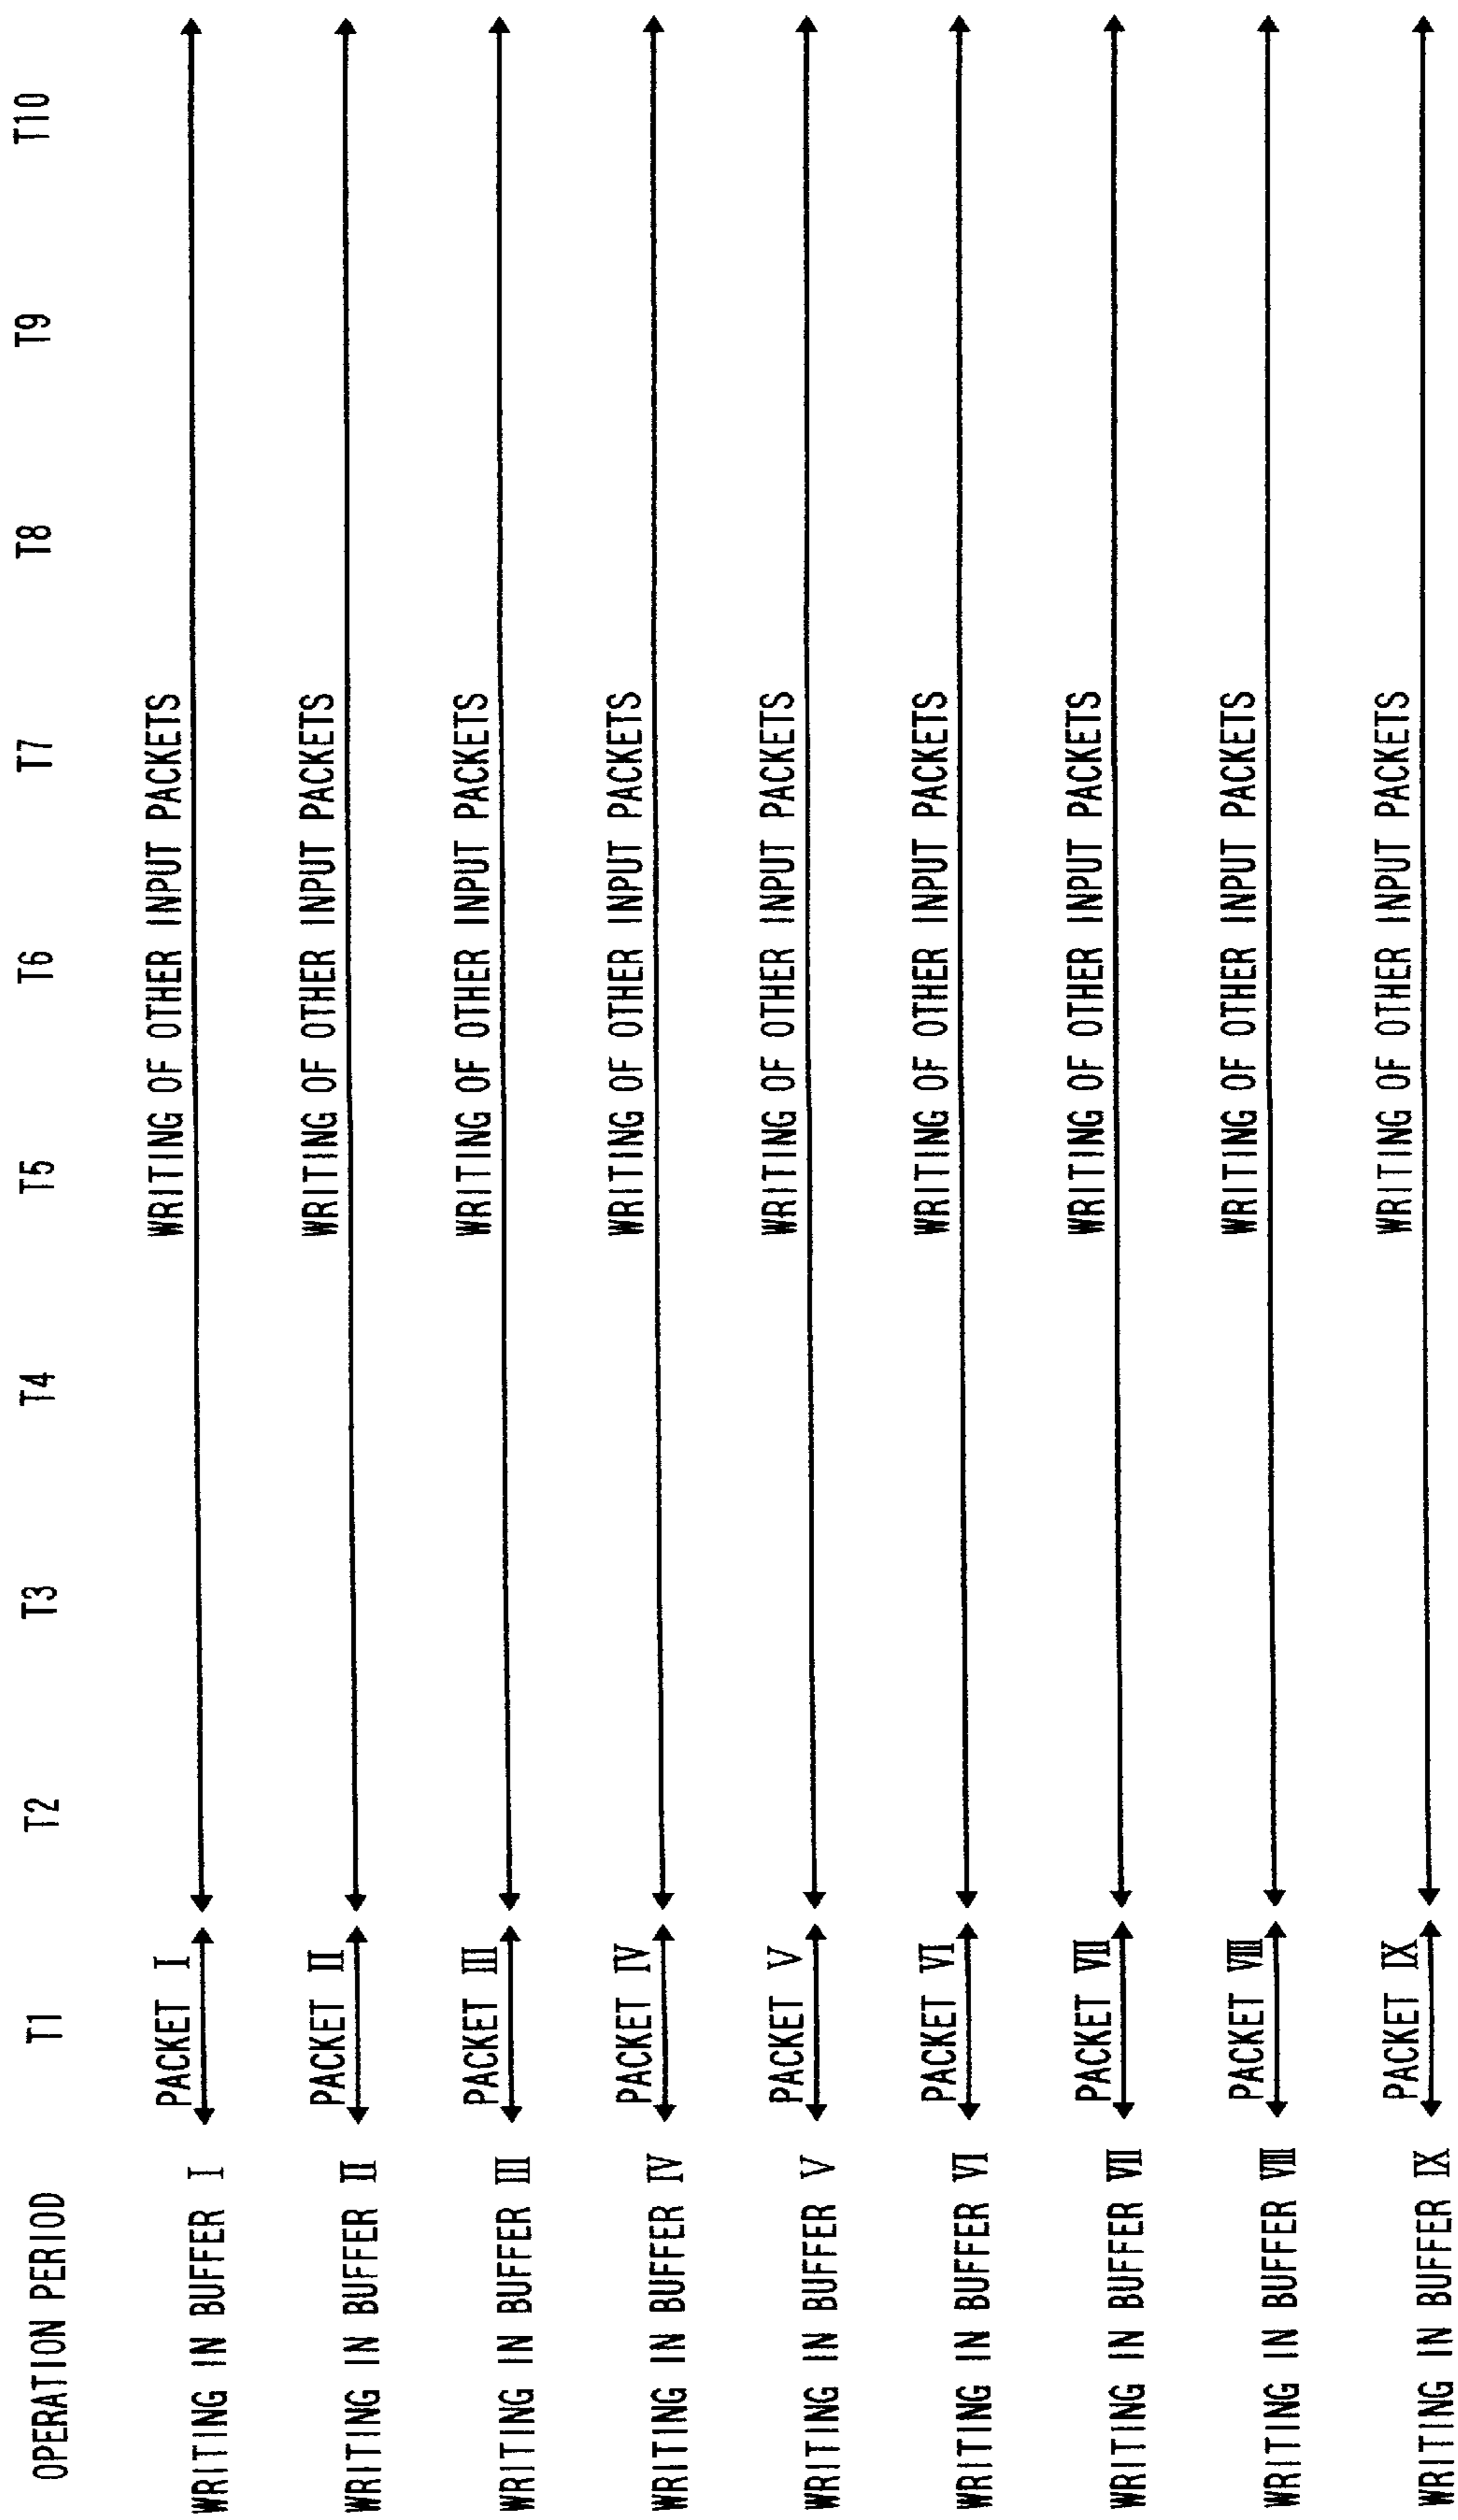 OPERATION PERIOD T1 T2 T3 T4 T5 T6 T7 T8 T9 T10
WRITING IN BUFFER I PACKET I WRITING OF OTHER INPUT PACKETS
WRITING IN BUFFER II PACKET II WRITING OF OTHER INPUT PACKETS
WRITING IN BUFFER III PACKET III WRITING OF OTHER INPUT PACKETS
WRITING IN BUFFER IV PACKET IV WRITING OF OTHER INPUT PACKETS
WRITING IN BUFFER V PACKET V WRITING OF OTHER INPUT PACKETS
WRITING IN BUFFER VI PACKET VI WRITING OF OTHER INPUT PACKETS
WRITING IN BUFFER VII PACKET VII WRITING OF OTHER INPUT PACKETS
WRITING IN BUFFER VIII PACKET VIII WRITING OF OTHER INPUT PACKETS
WRITING IN BUFFER IX PACKET IX WRITING OF OTHER INPUT PACKETS